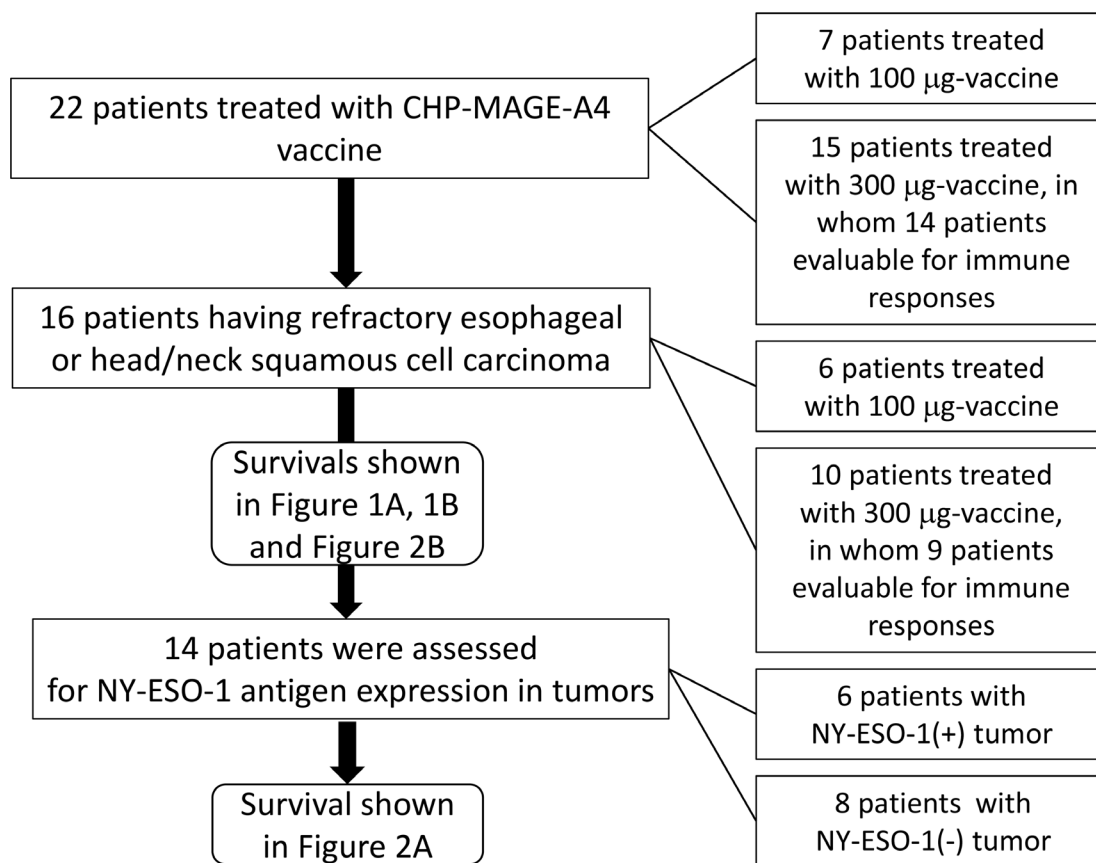 22 patients treated with CHP-MAGE-A4
vaccine
7 patients treated
with 100 µg-vaccine
15 patients treated
with 300 µg-vaccine, in
whom 14 patients
evaluable for immune
responses
16 patients having refractory esophageal
or head/neck squamous cell carcinoma
6 patients treated
with 100 µg-vaccine
10 patients treated
with 300 µg-vaccine,
in whom 9 patients
evaluable for immune
responses
Survivals shown
in Figure 1A, 1B
and Figure 2B
14 patients were assessed
for NY-ESO-1 antigen expression in tumors
6 patients with
NY-ESO-1(+) tumor
8 patients with
NY-ESO-1(-) tumor
Survival shown
in Figure 2A